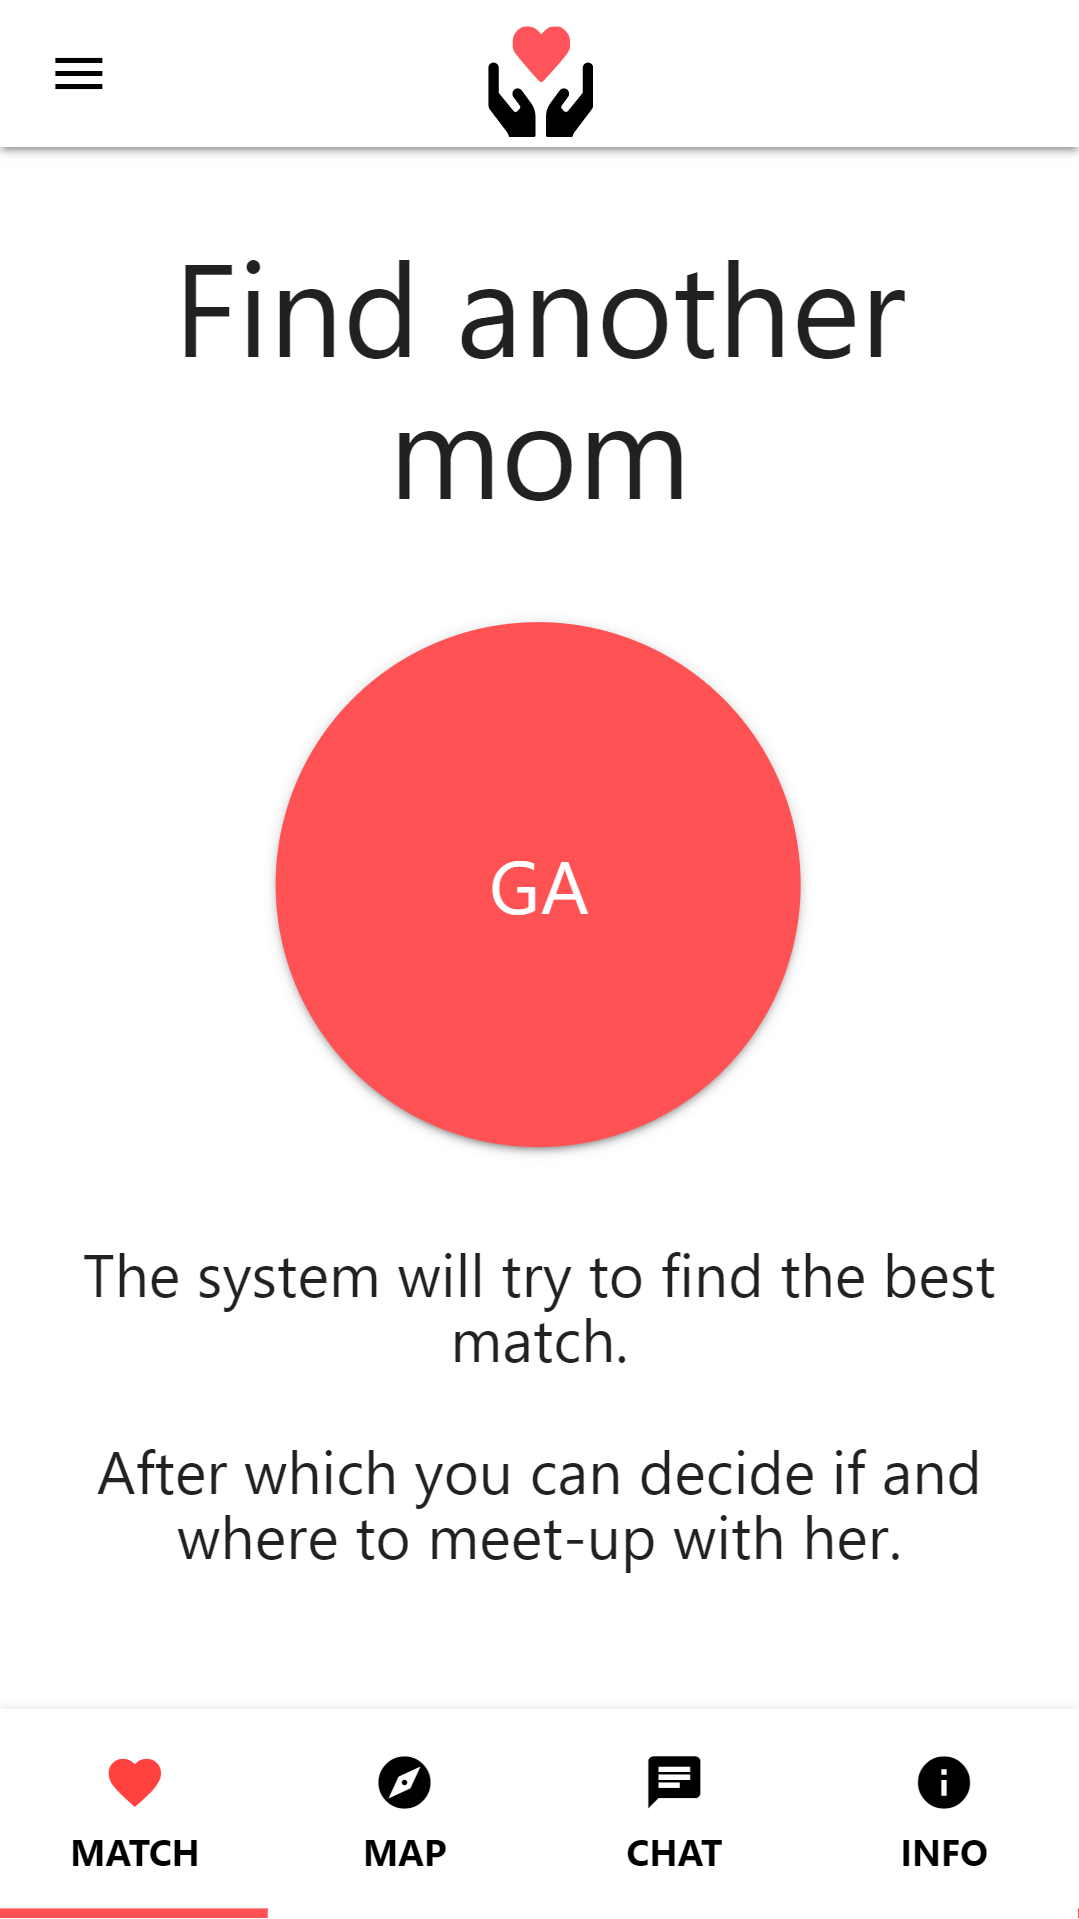 Find another
mom
GA
The system will try to find the best
match.
After which you can decide if and
where to meet-up with her.
MATCH
MAP
CHAT
INFO